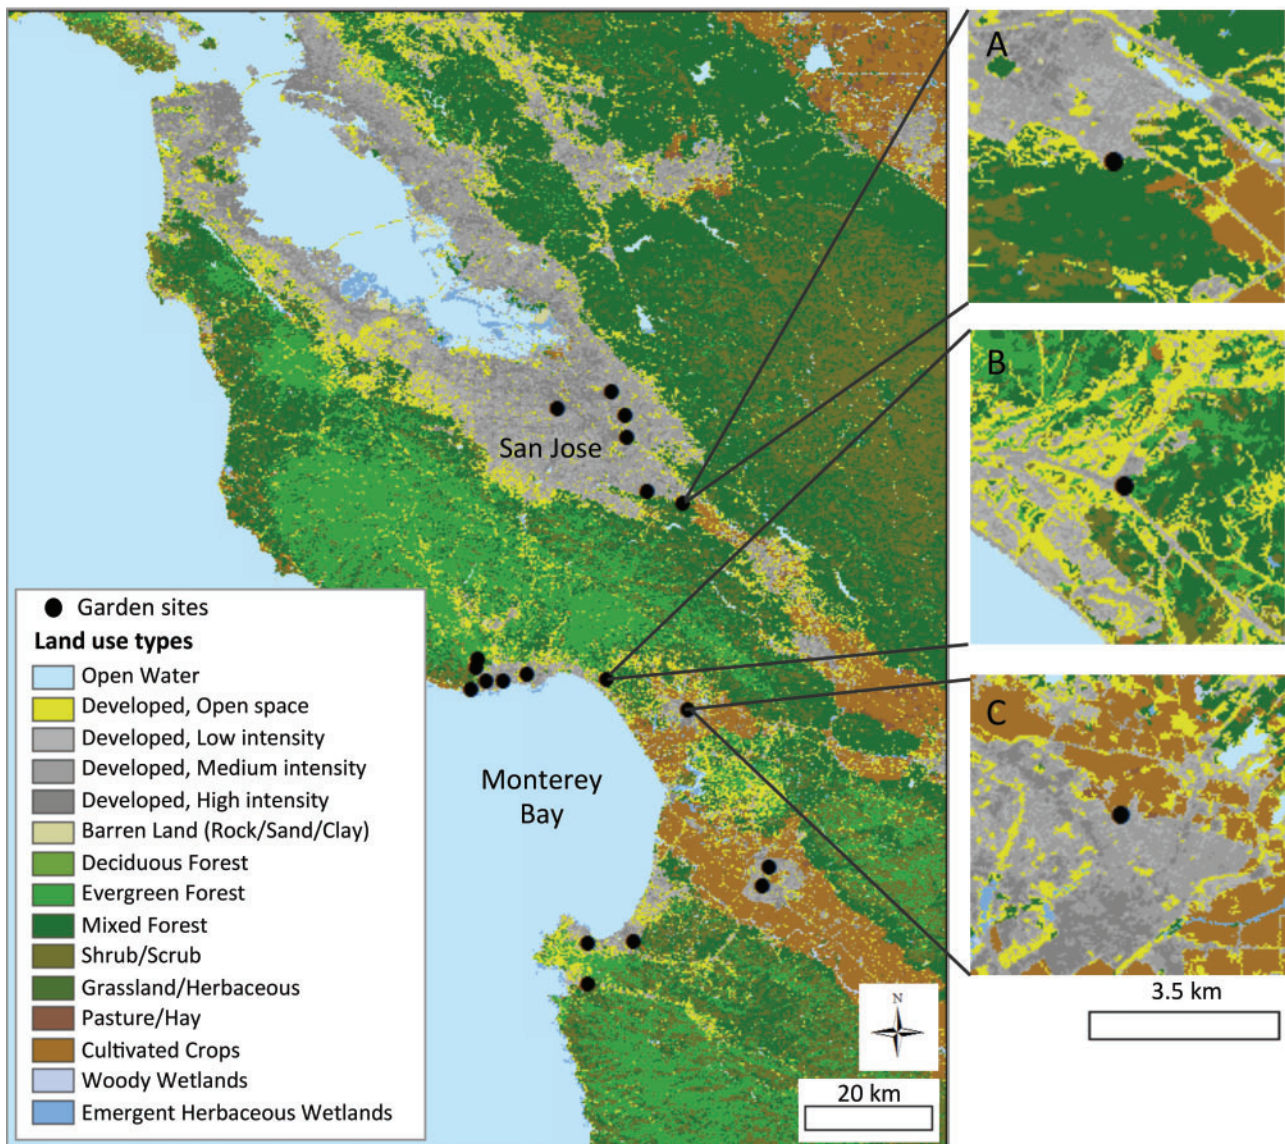 A
B
C
San Jose
Monterey
Bay
Garden sites
Land use types
Open Water
Developed, Open space
Developed, Low intensity
Developed, Medium intensity
Developed, High intensity
Barren Land (Rock/Sand/Clay)
Deciduous Forest
Evergreen Forest
Mixed Forest
Shrub/Scrub
Grassland/Herbaceous
Pasture/Hay
Cultivated Crops
Woody Wetlands
Emergent Herbaceous Wetlands
N
20 km
3.5 km